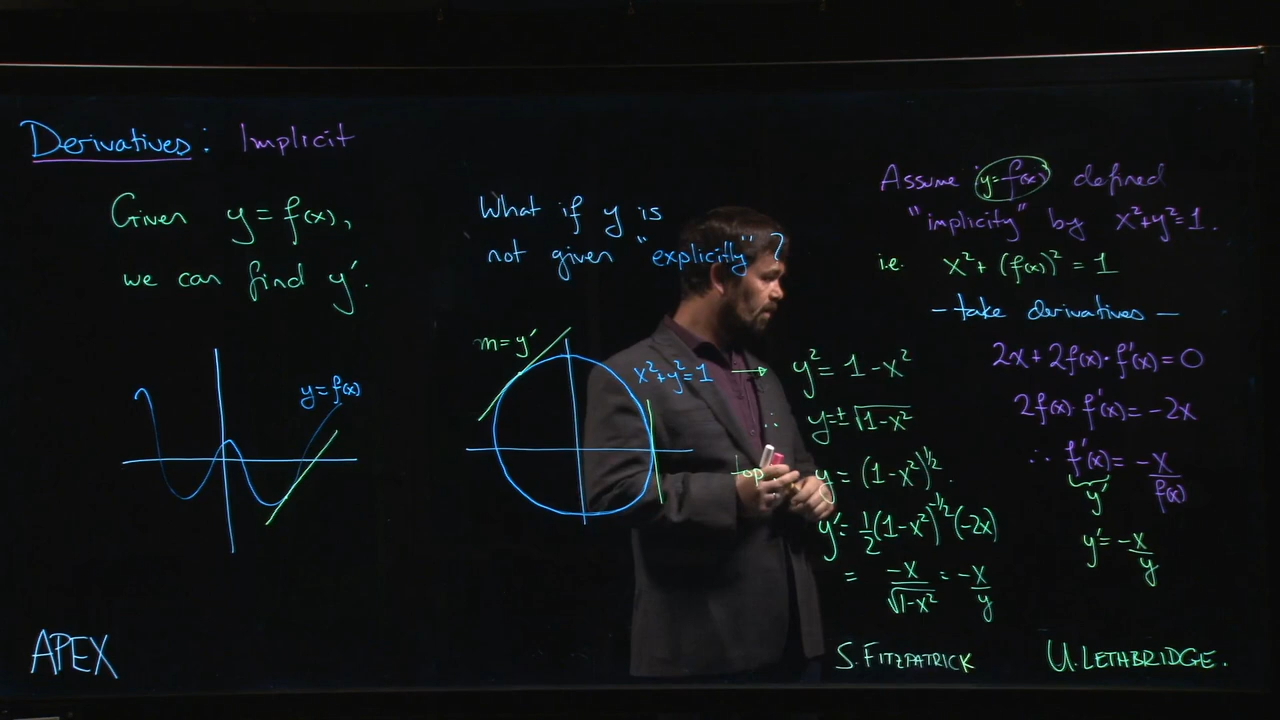 Derivatives: Implicit
Given y = f(x),
we can find y'.
y = f(x)
APEX
What if y is
not given "explicitly" ?
m = y'
x²+y²=1 → y² = 1 - x²
∴ y = ± √1-x²
top y = (1-x²)^½.
y' = ½(1-x²)^-1/2 (-2x)
= -x/√1-x² = -x/y
Assume y=f(x) defined
"implicity" by x²+y²=1.
i.e. x² + (f(x))² = 1
- take derivatives -
2x + 2f(x)·f'(x) = 0
2f(x)·f'(x) = -2x
∴ f'(x) = -x/f(x)
y'
y' = -x/y
S. FITZPATRICK U. LETHBRIDGE.